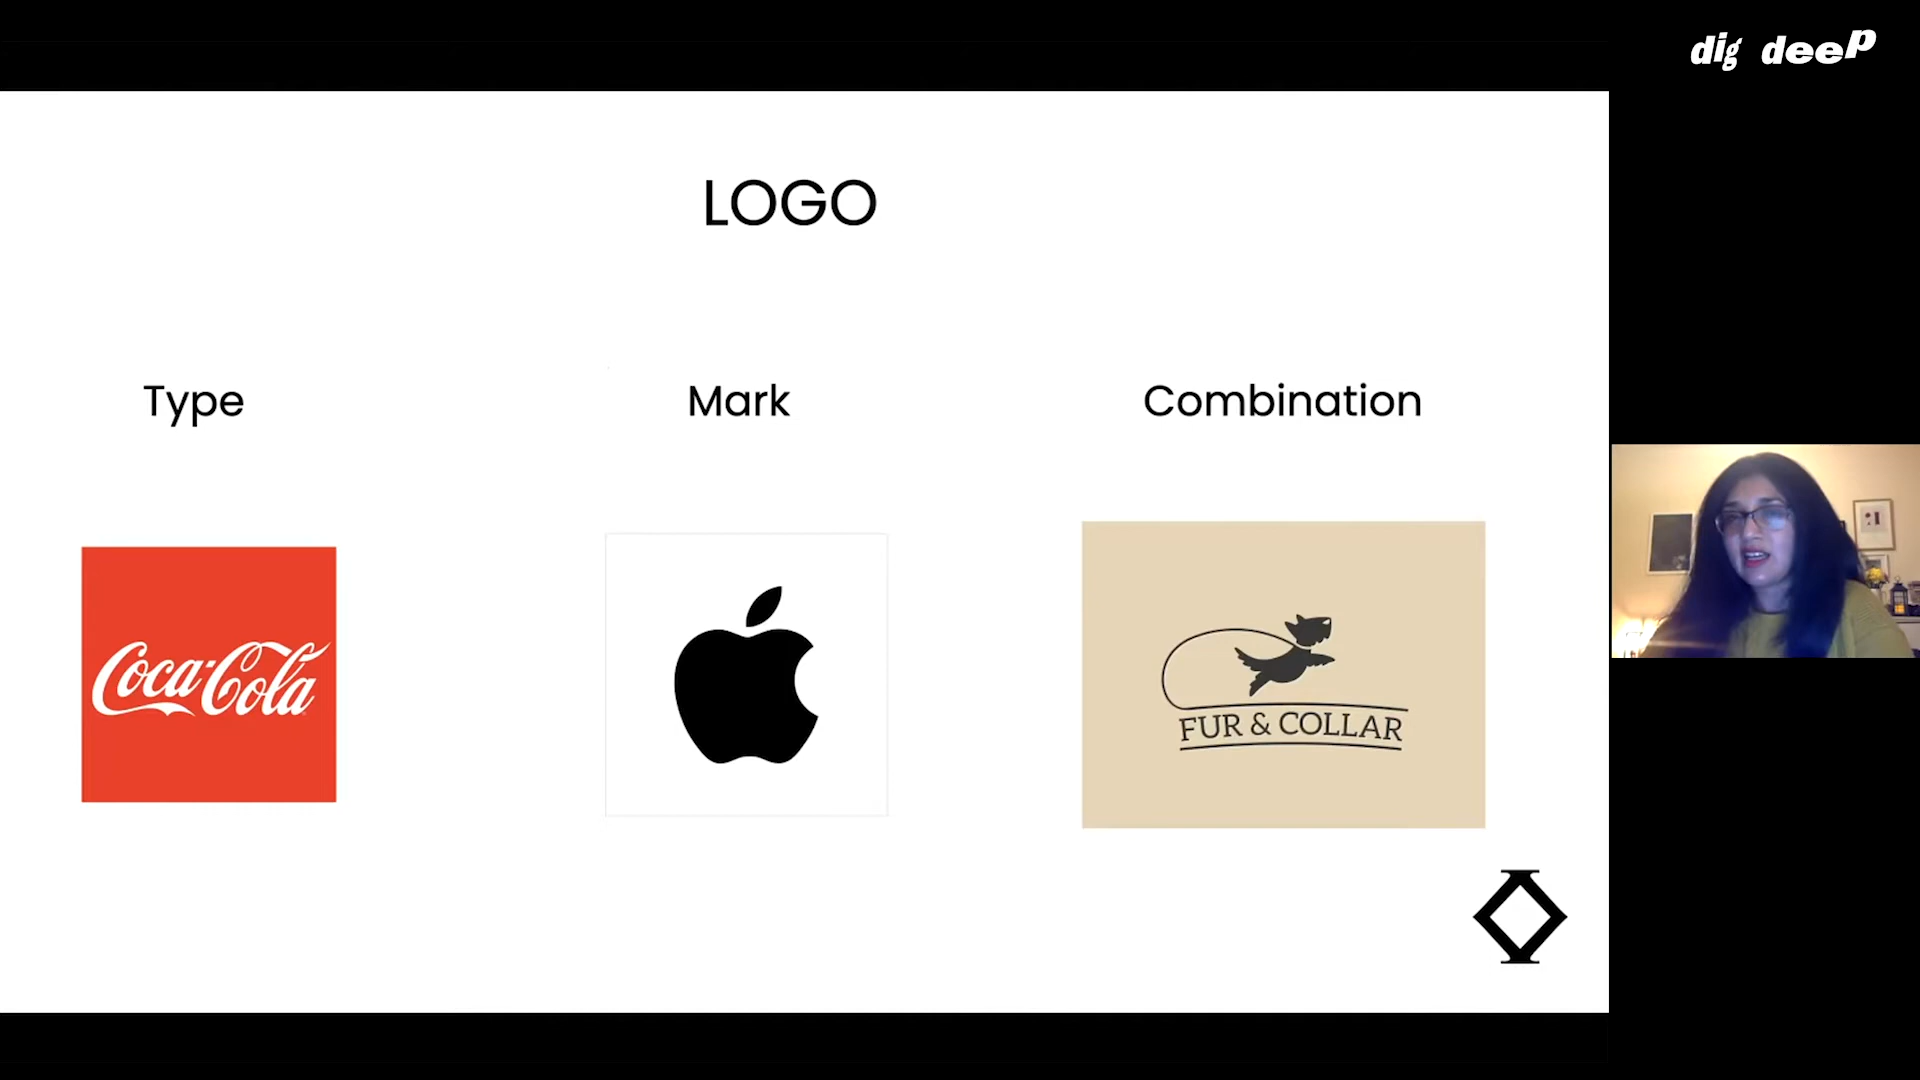 dig deep
LOGO
Type
Mark
Combination
Coca-Cola
FUR & COLLAR